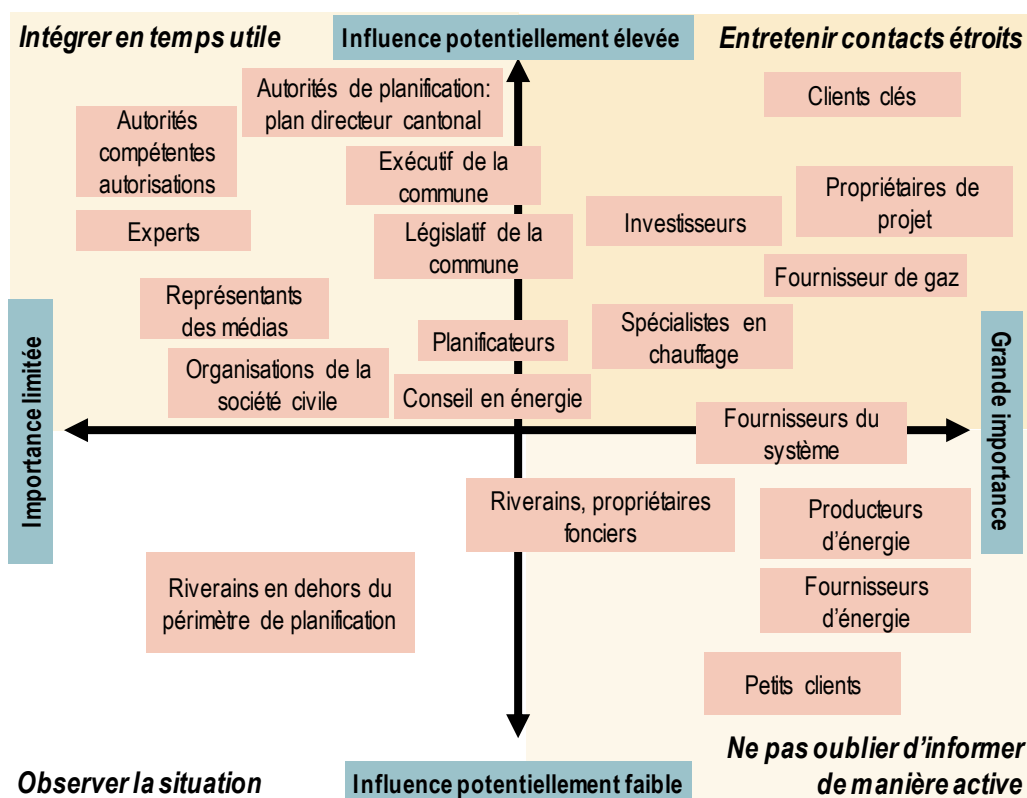 Intégrer en temps utile
Influence potentiellement élevée
Entretenir contacts étroits
Autorités de planification:
plan directeur cantonal
Clients clés
Autorités
compétentes
autorisations
Exécutif de la
commune
Propriétaires de
projet
Experts
Législatif de la
commune
Investisseurs
Fournisseur de gaz
Représentants
des médias
Planificateurs
Spécialistes en
chauffage
Organisations de la
société civile
Conseil en énergie
Importance limitée
Grande importance
Fournisseurs du
système
Riverains, propriétaires
fonciers
Producteurs
d'énergie
Riverains en dehors du
périmètre de planification
Fournisseurs
d'énergie
Petits clients
Observer la situation
Influence potentiellement faible
Ne pas oublier d'informer
de manière active